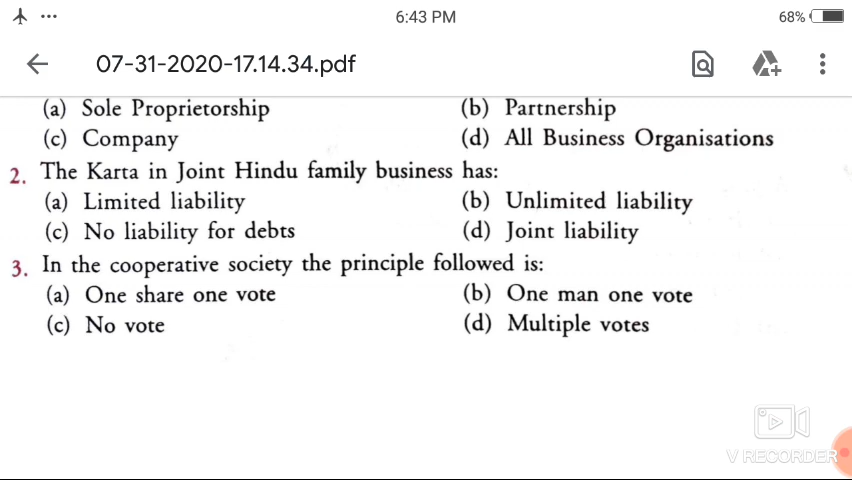 6:43 PM
68%
07-31-2020-17.14.34.pdf
(a) Sole Proprietorship (b) Partnership
(c) Company (d) All Business Organisations
2. The Karta in Joint Hindu family business has:
(a) Limited liability (b) Unlimited liability
(c) No liability for debts (d) Joint liability
3. In the cooperative society the principle followed is:
(a) One share one vote (b) One man one vote
(c) No vote (d) Multiple votes
V RECORDER